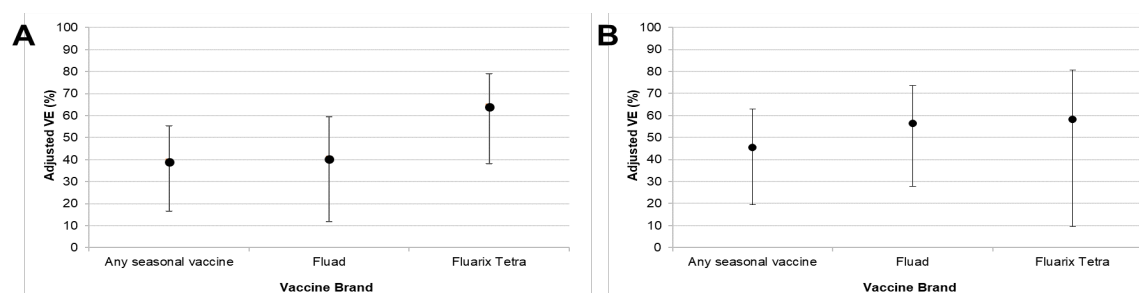 A
Adjusted VE (%)
100
90
80
70
60
50
40
30
20
10
0
Any seasonal vaccine
Fluad
Fluarix Tetra
Vaccine Brand
B
Adjusted VE (%)
100
90
80
70
60
50
40
30
20
10
0
Any seasonal vaccine
Fluad
Fluarix Tetra
Vaccine Brand